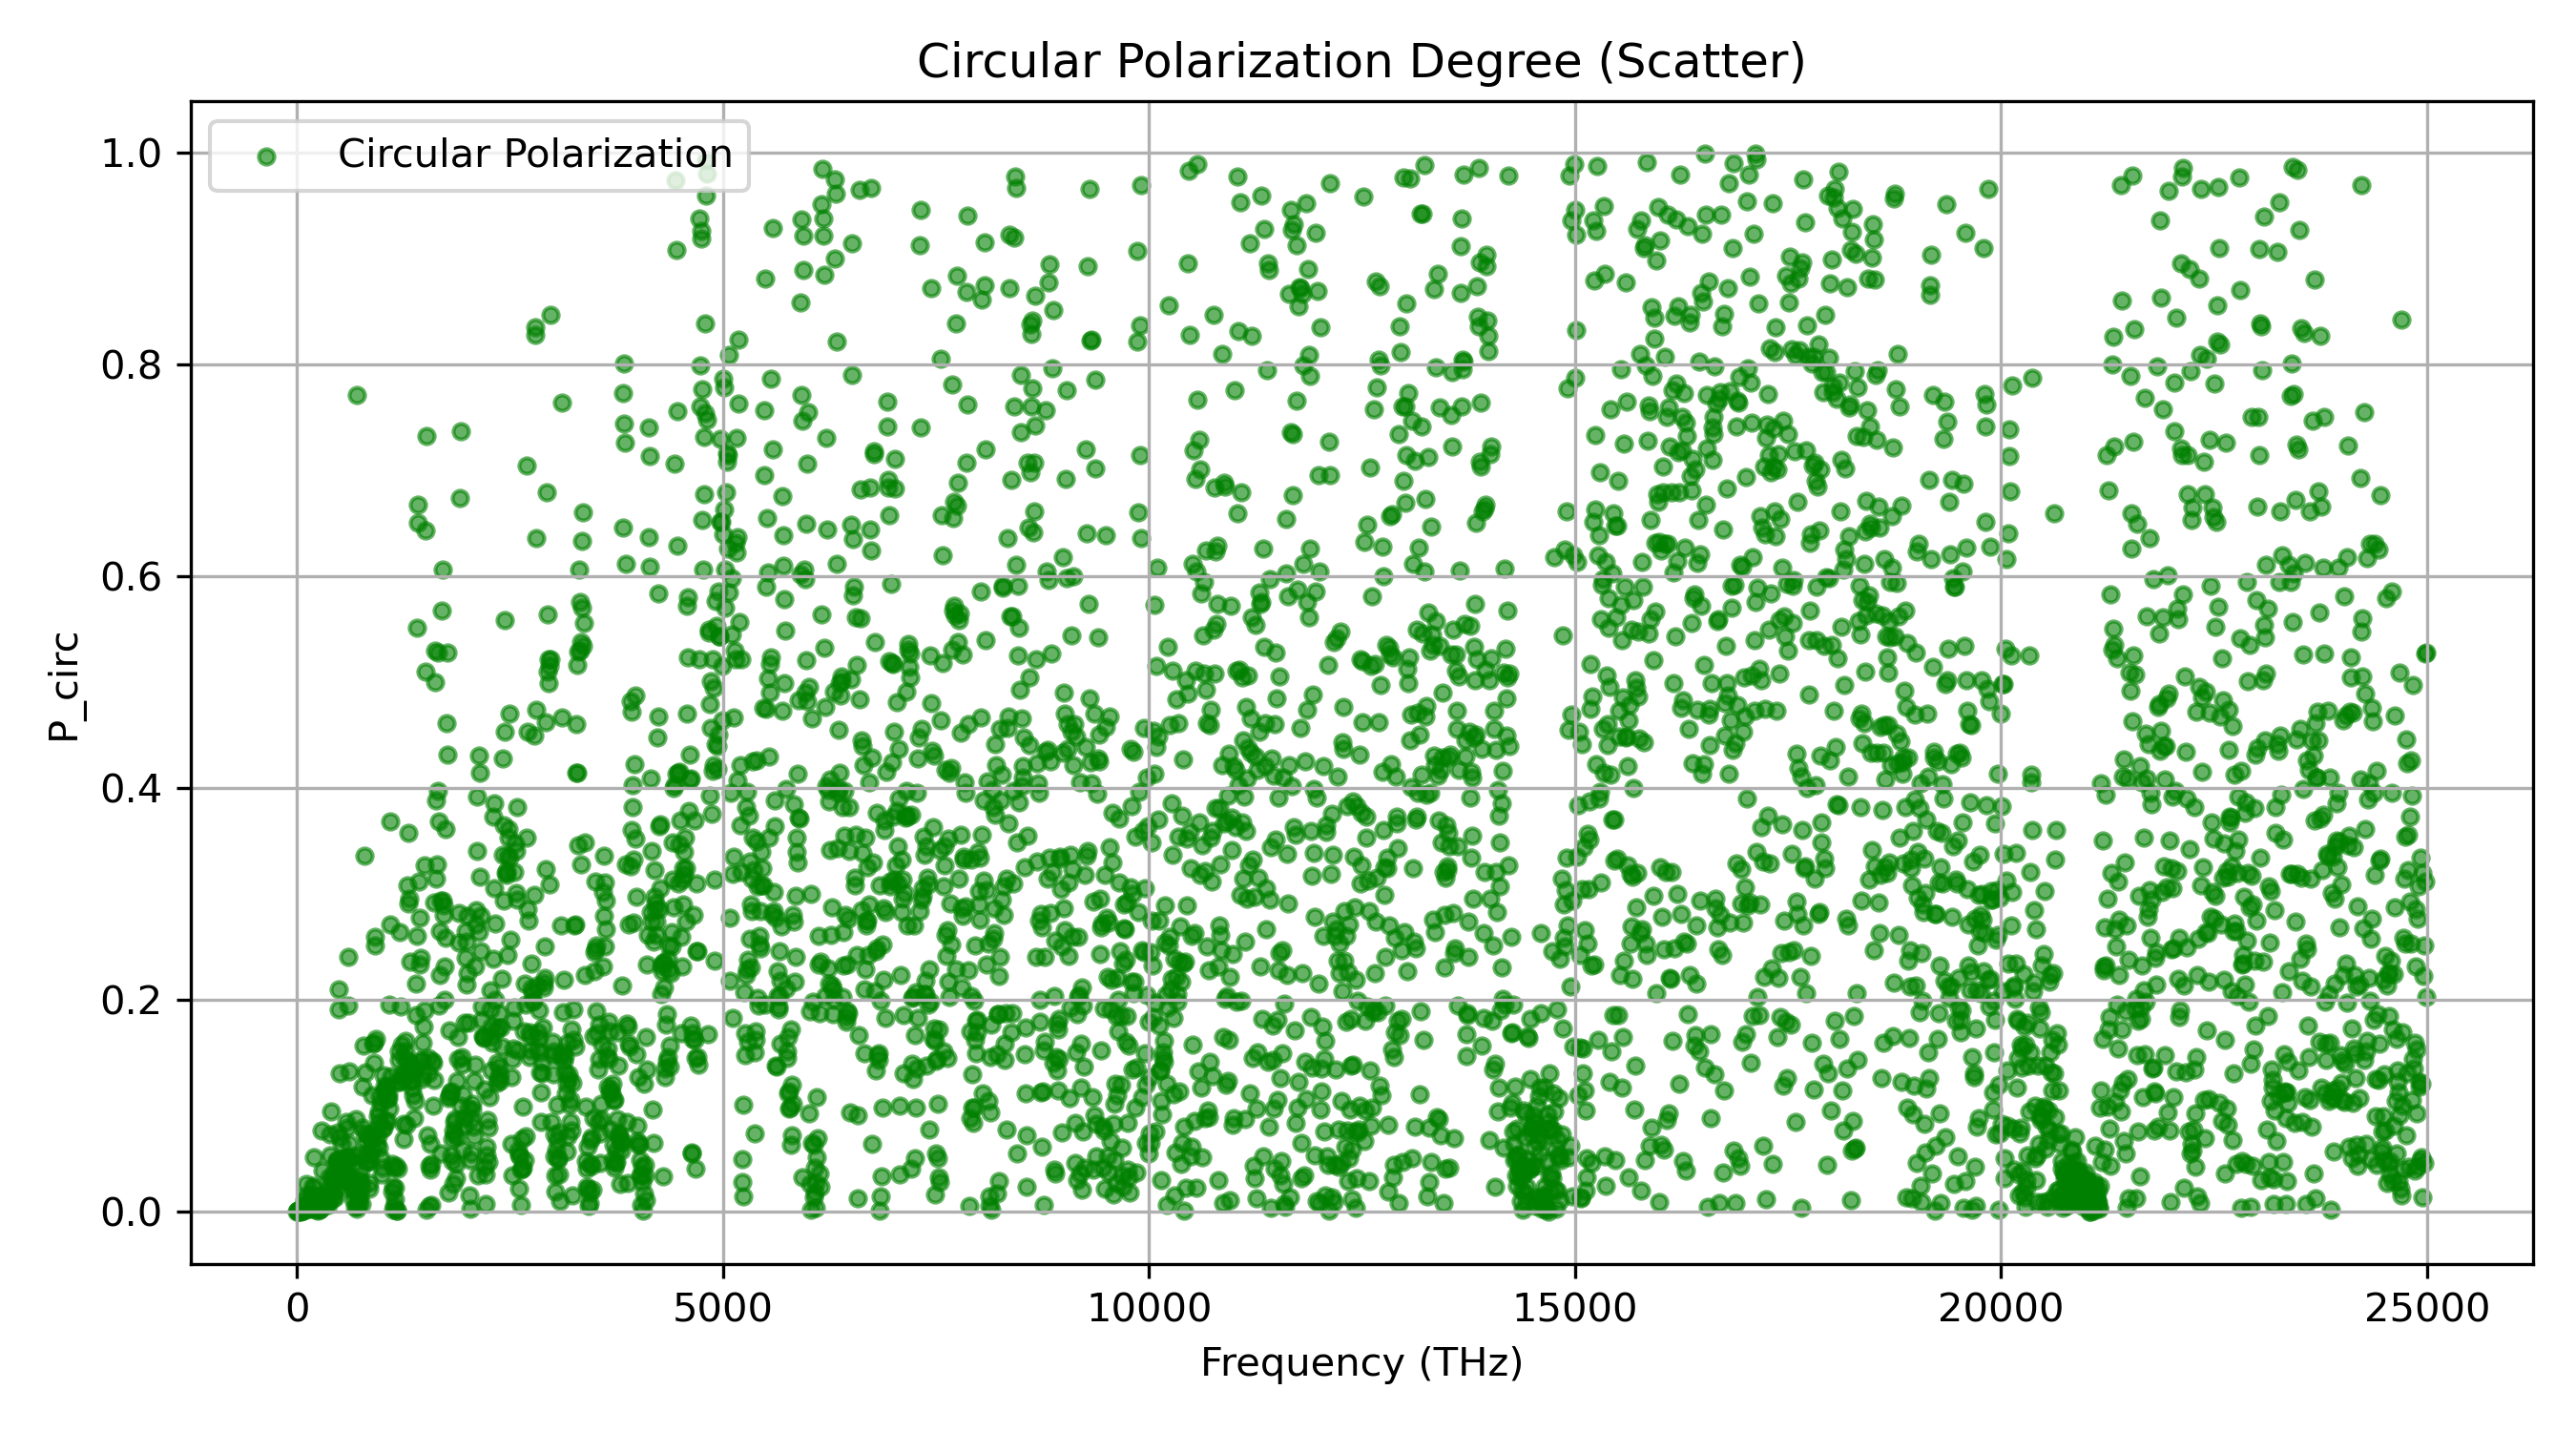 Circular Polarization Degree (Scatter)
Circular Polarization
P_circ
1.0
0.8
0.6
0.4
0.2
0.0
0 5000 10000 15000 20000 25000
Frequency (THz)